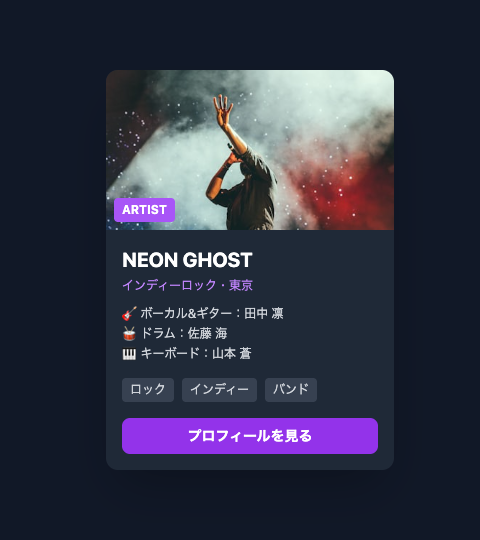 ARTIST
NEON GHOST
インディーロック・東京
🎸 ボーカル&ギター：田中 凛
🥁 ドラム：佐藤 海
🎹 キーボード：山本 蒼
ロック インディー バンド
プロフィールを見る